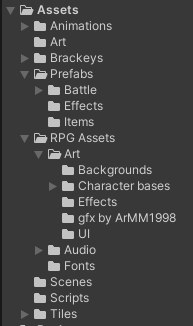 Assets
Animations
Art
Brackeys
Prefabs
Battle
Effects
Items
RPG Assets
Art
Backgrounds
Character bases
Effects
gfx by ArMM1998
UI
Audio
Fonts
Scenes
Scripts
Tiles